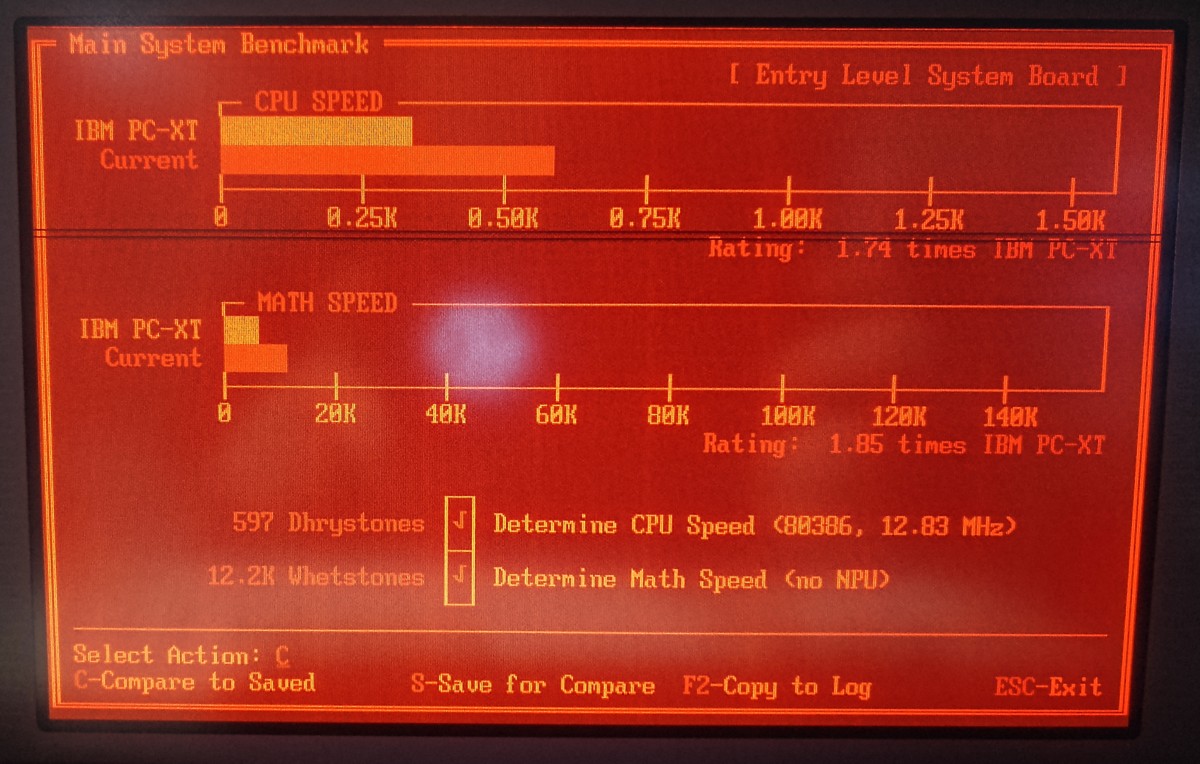 Main System Benchmark
[ Entry Level System Board ]
CPU SPEED
IBM PC-XT
Current
0 0.25K 0.50K 0.75K 1.00K 1.25K 1.50K
Rating: 1.74 times IBM PC-XT
MATH SPEED
IBM PC-XT
Current
0 20K 40K 60K 80K 100K 120K 140K
Rating: 1.85 times IBM PC-XT
597 Dhrystones √ Determine CPU Speed (80386, 12.83 MHz)
12.2K Whetstones √ Determine Math Speed (no NPU)
Select Action: C
C-Compare to Saved S-Save for Compare F2-Copy to Log ESC-Exit